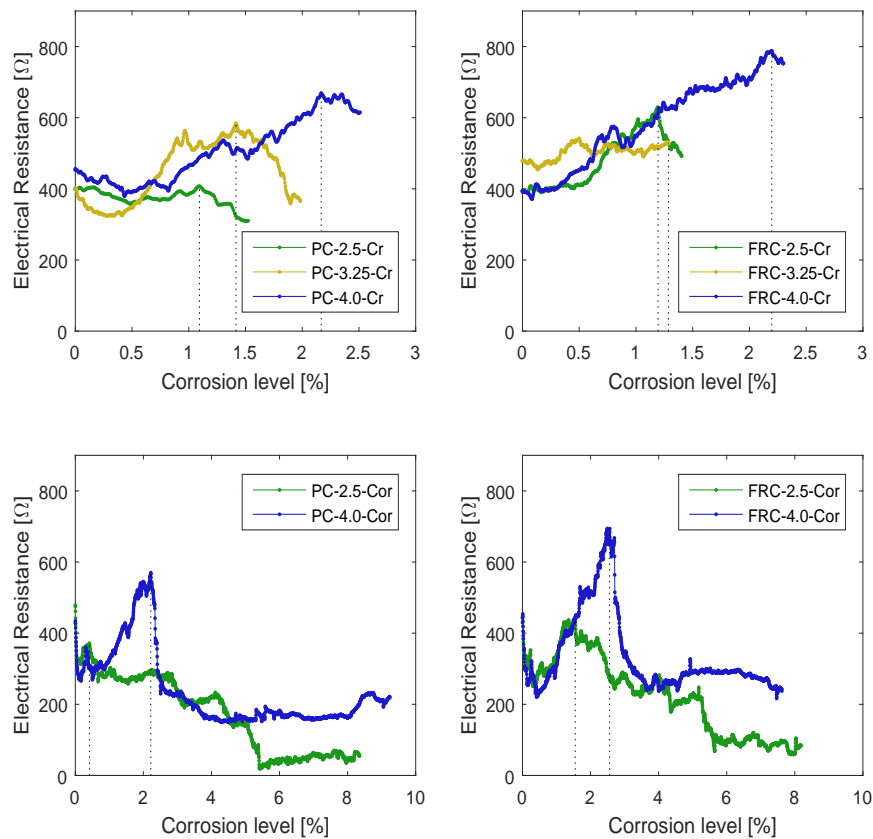 800
600
400
200
0
Electrical Resistance [Ω]
PC-2.5-Cr
PC-3.25-Cr
PC-4.0-Cr
0 0.5 1 1.5 2 2.5 3
Corrosion level [%]
800
600
400
200
0
Electrical Resistance [Ω]
FRC-2.5-Cr
FRC-3.25-Cr
FRC-4.0-Cr
0 0.5 1 1.5 2 2.5 3
Corrosion level [%]
800
600
400
200
0
Electrical Resistance [Ω]
PC-2.5-Cor
PC-4.0-Cor
0 2 4 6 8 10
Corrosion level [%]
800
600
400
200
0
Electrical Resistance [Ω]
FRC-2.5-Cor
FRC-4.0-Cor
0 2 4 6 8 10
Corrosion level [%]